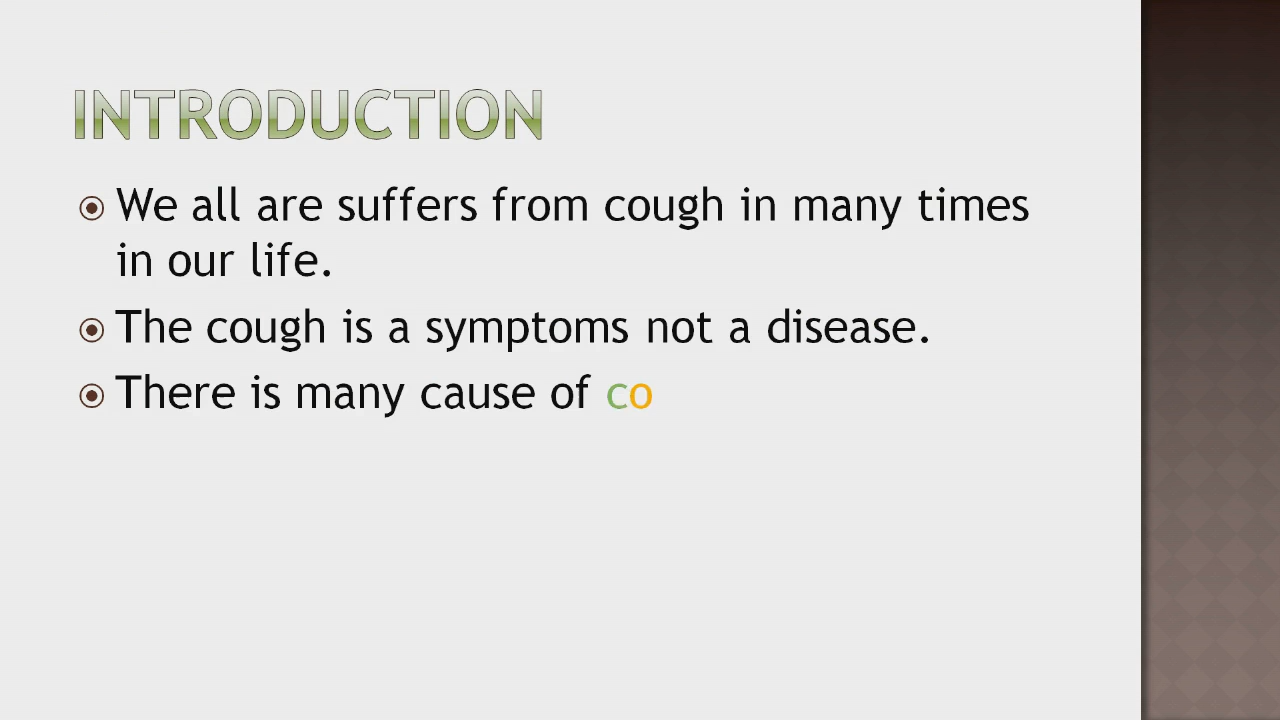 INTRODUCTION
We all are suffers from cough in many times
in our life.
The cough is a symptoms not a disease.
There is many cause of co